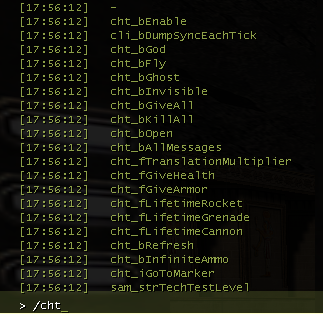 [17:56:12] -
[17:56:12] cht_bEnable
[17:56:12] cli_bDumpSyncEachTick
[17:56:12] cht_bGod
[17:56:12] cht_bFly
[17:56:12] cht_bGhost
[17:56:12] cht_bInvisible
[17:56:12] cht_bGiveAll
[17:56:12] cht_bKillAll
[17:56:12] cht_bOpen
[17:56:12] cht_bAllMessages
[17:56:12] cht_fTranslationMultiplier
[17:56:12] cht_fGiveHealth
[17:56:12] cht_fGiveArmor
[17:56:12] cht_fLifetimeRocket
[17:56:12] cht_fLifetimeGrenade
[17:56:12] cht_fLifetimeCannon
[17:56:12] cht_bRefresh
[17:56:12] cht_bInfiniteAmmo
[17:56:12] cht_iGoToMarker
[17:56:12] sam_strTechTestLevel
> /cht_